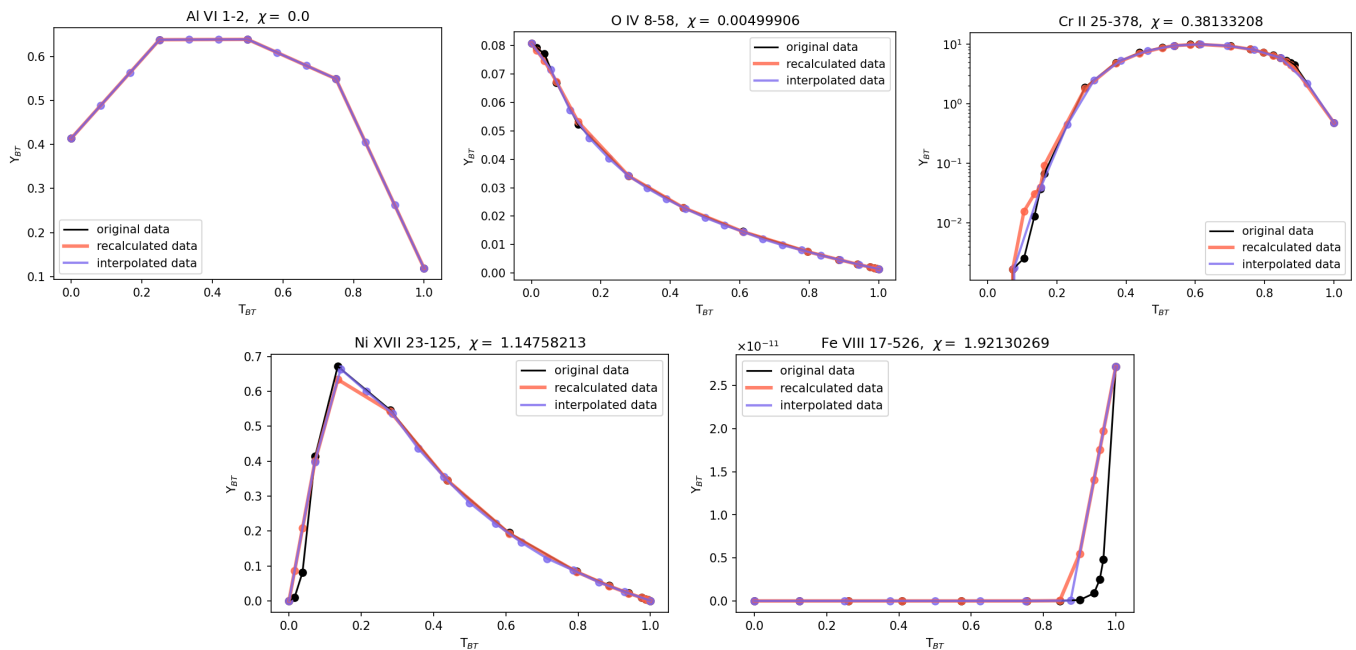 Al VI 1-2, χ = 0.0
Y_BT
0.6
0.5
0.4
0.3
0.2
0.1
original data
recalculated data
interpolated data
0.0 0.2 0.4 0.6 0.8 1.0
T_BT
O IV 8-58, χ = 0.00499906
Y_BT
0.08
0.07
0.06
0.05
0.04
0.03
0.02
0.01
0.00
original data
recalculated data
interpolated data
0.0 0.2 0.4 0.6 0.8 1.0
T_BT
Cr II 25-378, χ = 0.38133208
Y_BT
10¹
10⁰
10⁻¹
10⁻²
original data
recalculated data
interpolated data
0.0 0.2 0.4 0.6 0.8 1.0
T_BT
Ni XVII 23-125, χ = 1.14758213
Y_BT
0.7
0.6
0.5
0.4
0.3
0.2
0.1
0.0
original data
recalculated data
interpolated data
0.0 0.2 0.4 0.6 0.8 1.0
T_BT
×10⁻¹¹ Fe VIII 17-526, χ = 1.92130269
Y_BT
2.5
2.0
1.5
1.0
0.5
0.0
original data
recalculated data
interpolated data
0.0 0.2 0.4 0.6 0.8 1.0
T_BT